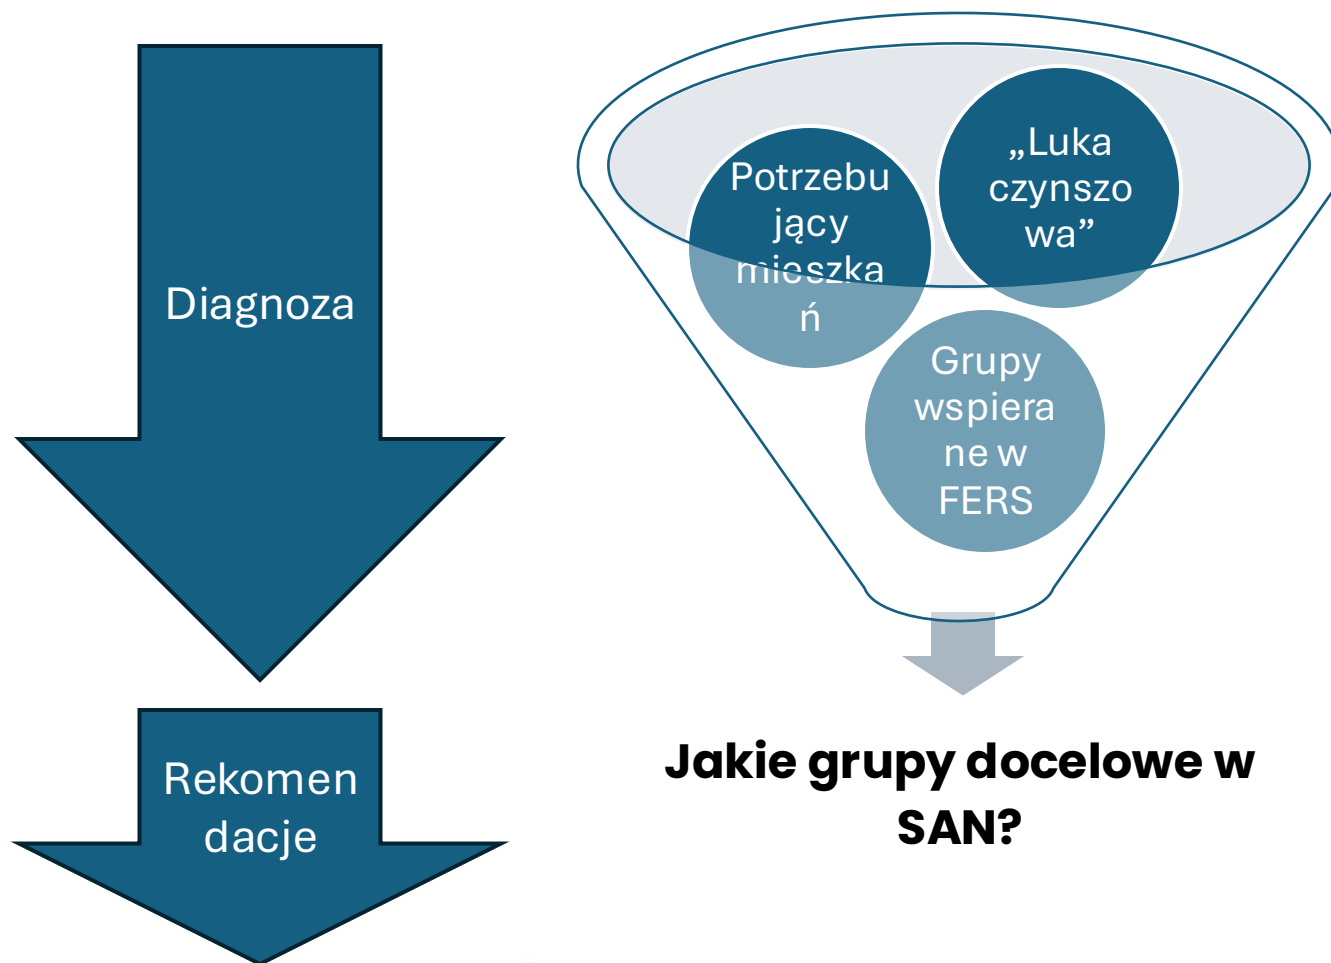 Diagnoza
Rekomen
dacje
Potrzebu
jący
mieszka
ń
„Luka
czynszo
wa”
Grupy
wspiera
ne w
FERS
Jakie grupy docelowe w
SAN?